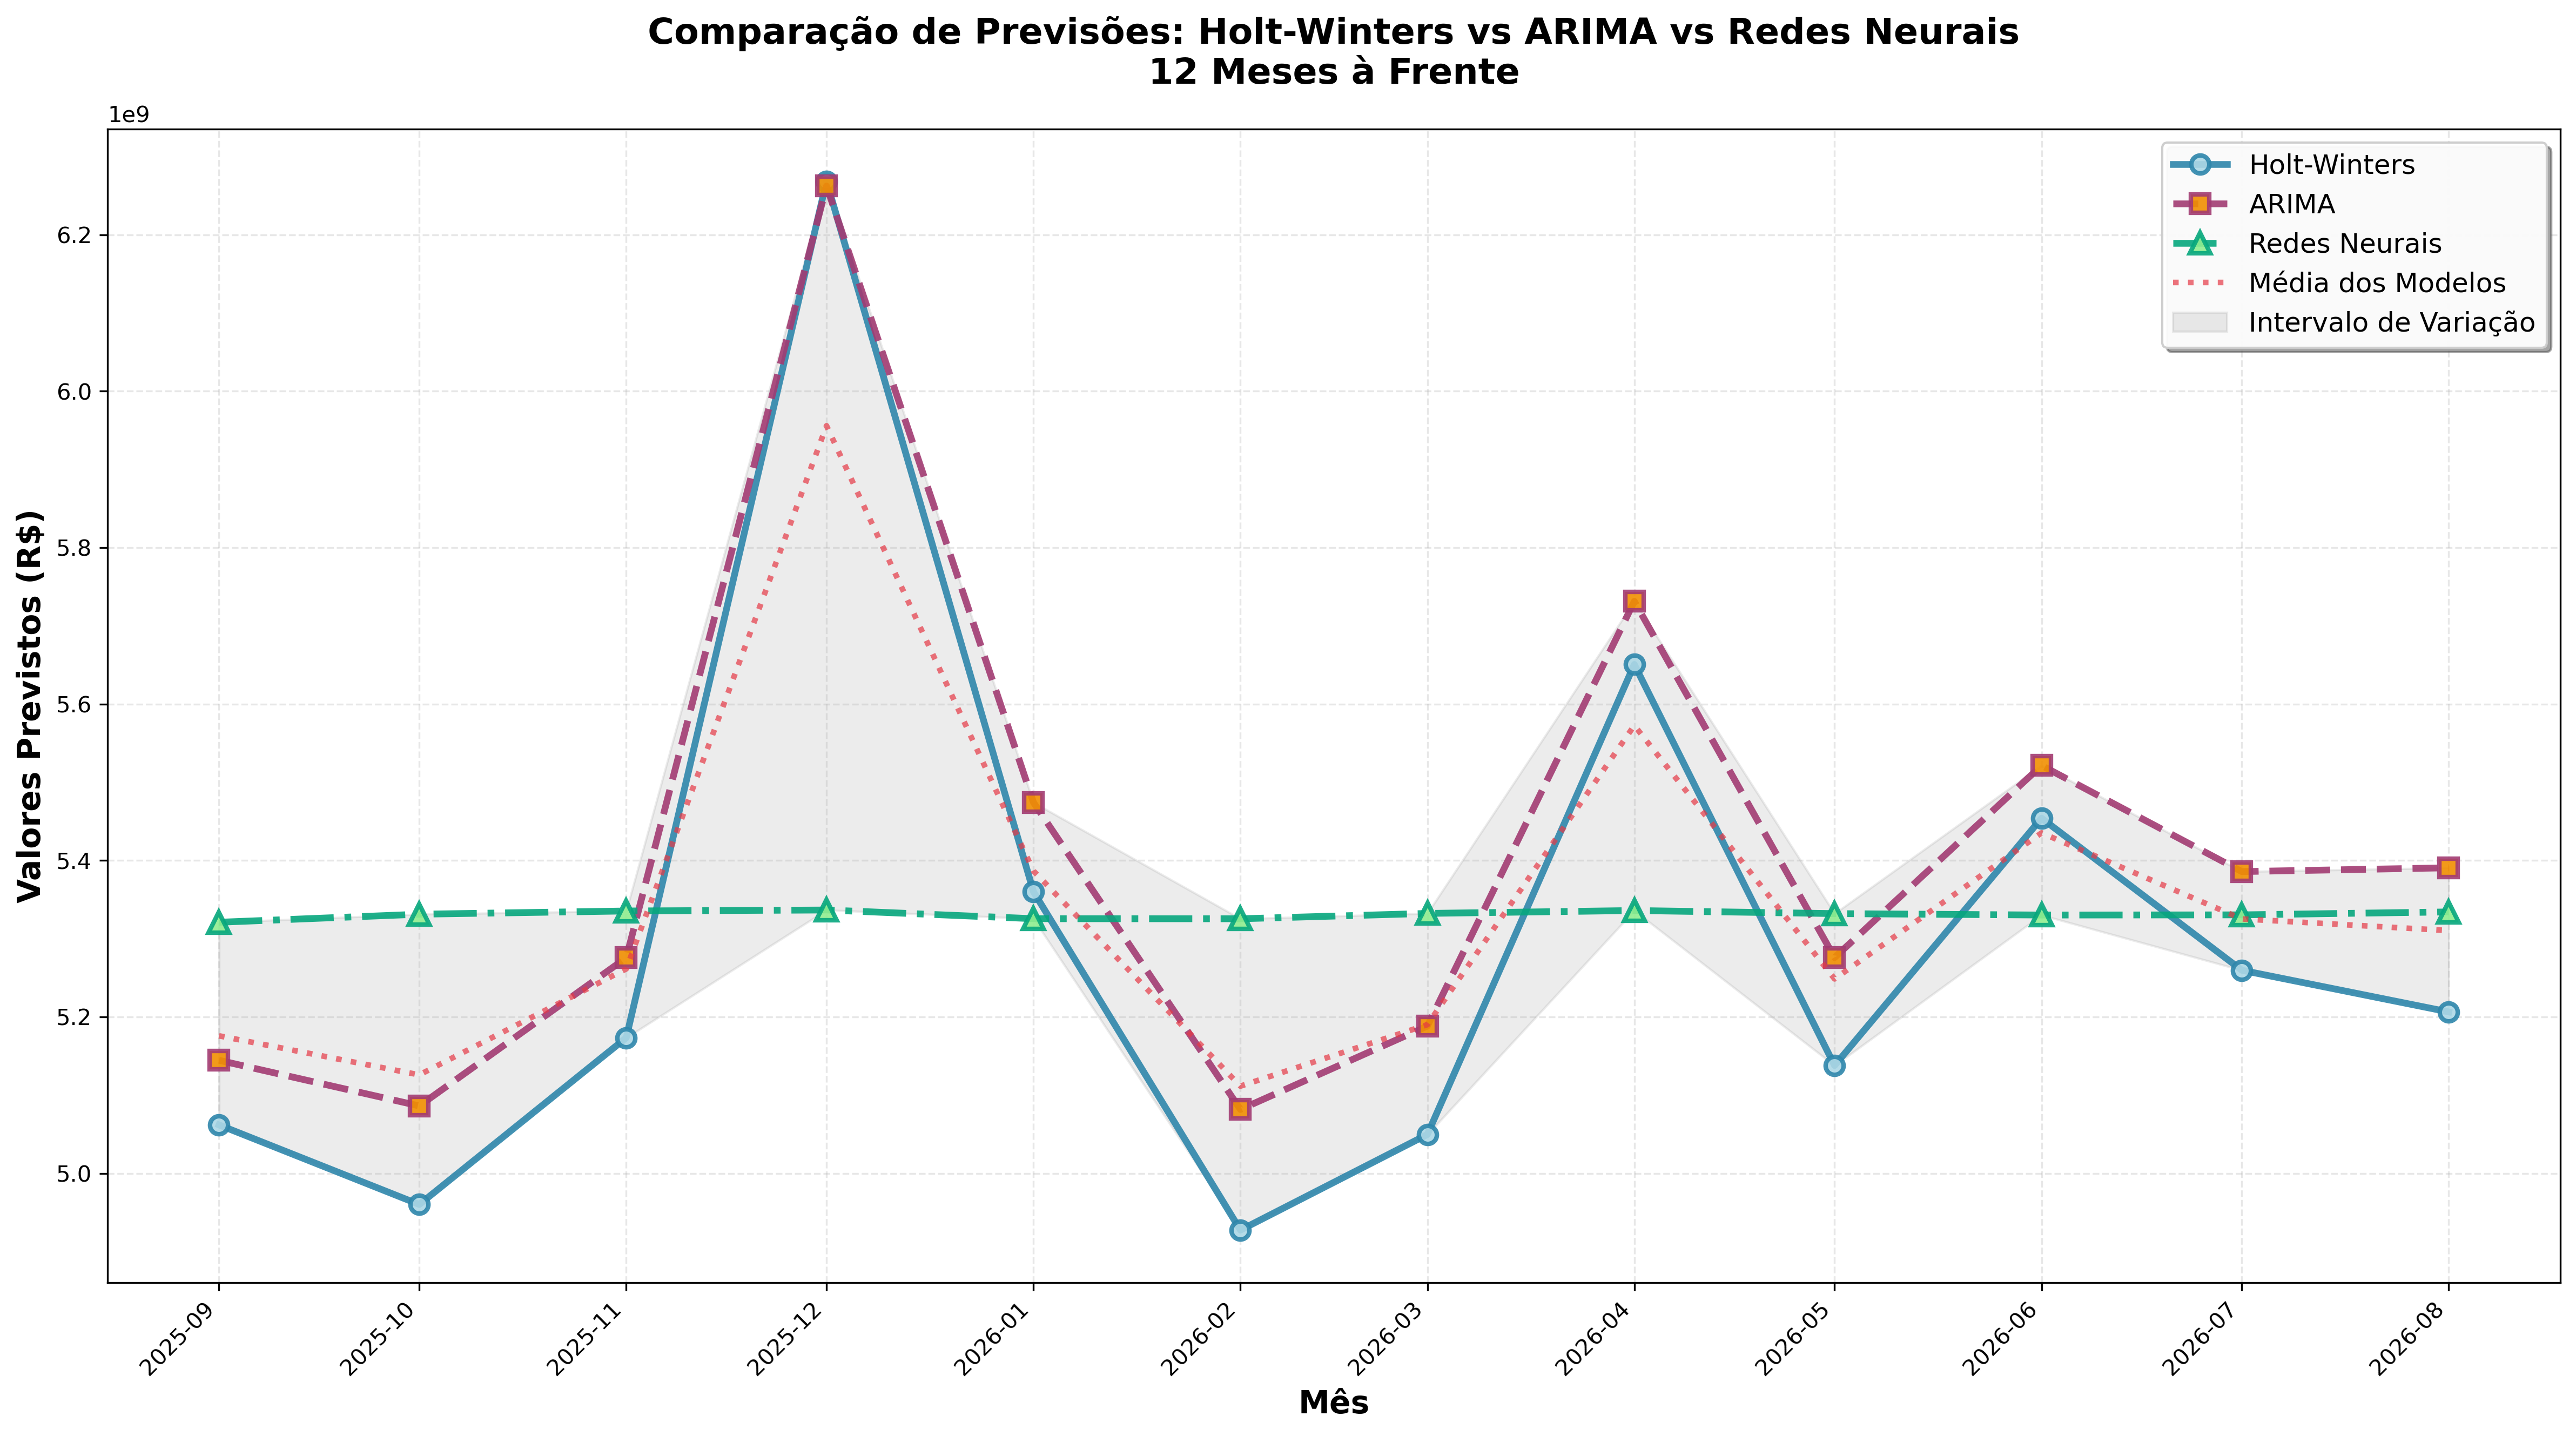 Comparação de Previsões: Holt-Winters vs ARIMA vs Redes Neurais
12 Meses à Frente
1e9
Holt-Winters
ARIMA
Redes Neurais
Média dos Modelos
Intervalo de Variação
6.2
6.0
5.8
5.6
5.4
5.2
5.0
Valores Previstos (R$)
2025-09
2025-10
2025-11
2025-12
2026-01
2026-02
2026-03
2026-04
2026-05
2026-06
2026-07
2026-08
Mês